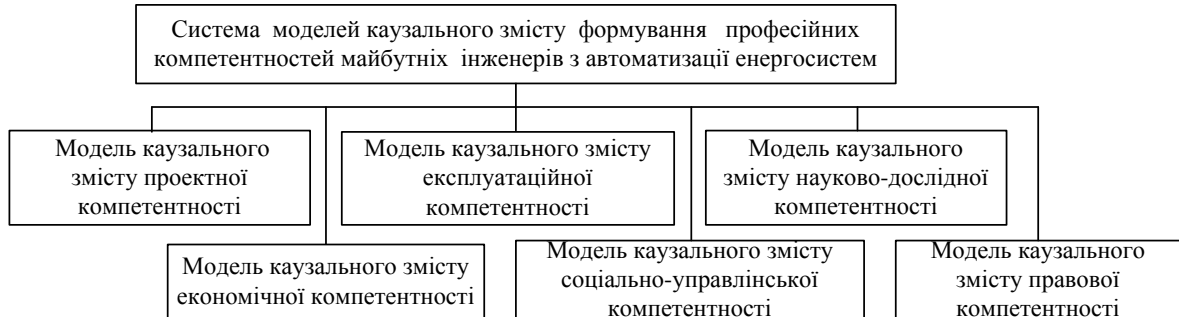 Система моделей каузального змісту формування професійних
компетентностей майбутніх інженерів з автоматизації енергосистем
Модель каузального
змісту проектної
компетентності
Модель каузального змісту
експлуатаційної
компетентності
Модель каузального
змісту науково-дослідної
компетентності
Модель каузального змісту
економічної компетентності
Модель каузального змісту
соціально-управлінської
компетентності
Модель каузального
змісту правової
компетентності